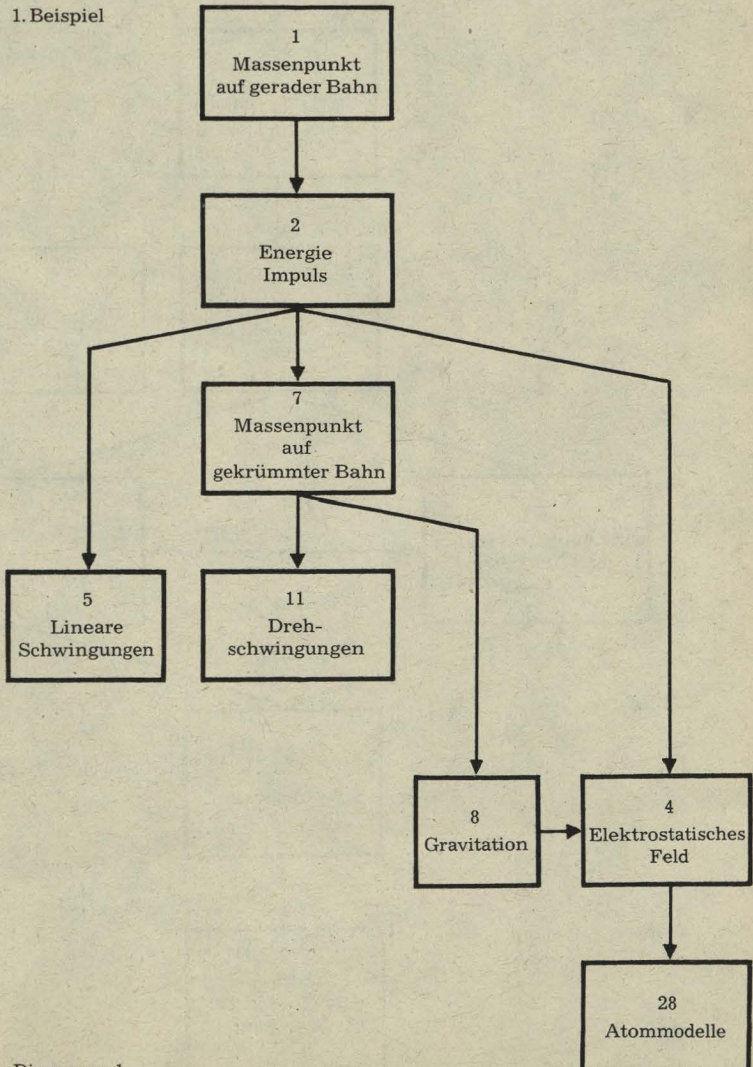 1. Beispiel
1
Massenpunkt
auf gerader Bahn
2
Energie
Impuls
7
Massenpunkt
auf
gekrümmter Bahn
5
Lineare
Schwingungen
11
Dreh-
schwingungen
8
Gravitation
4
Elektrostatisches
Feld
28
Atommodelle